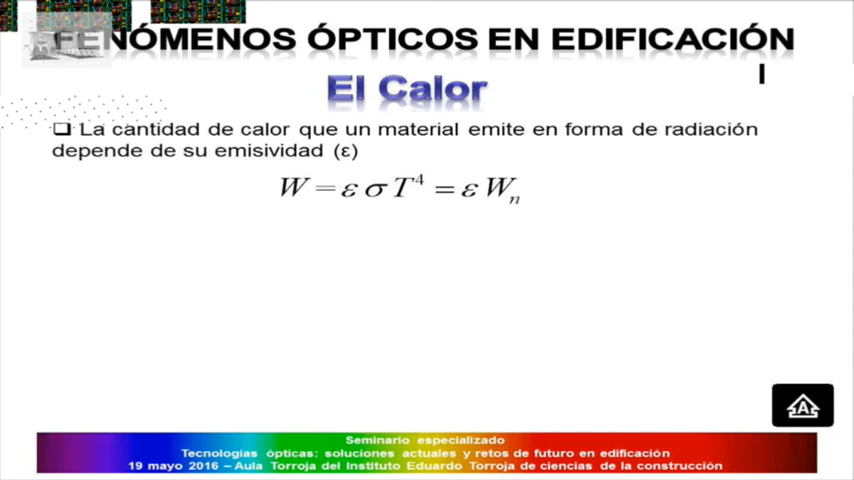 FENÓMENOS ÓPTICOS EN EDIFICACIÓN
I
El Calor
❑ La cantidad de calor que un material emite en forma de radiación
depende de su emisividad (ε)
W = ε σ T⁴ = ε Wₙ
A
Seminario especializado
Tecnologías ópticas: soluciones actuales y retos de futuro en edificación
19 mayo 2016 – Aula Torroja del Instituto Eduardo Torroja de ciencias de la construcción